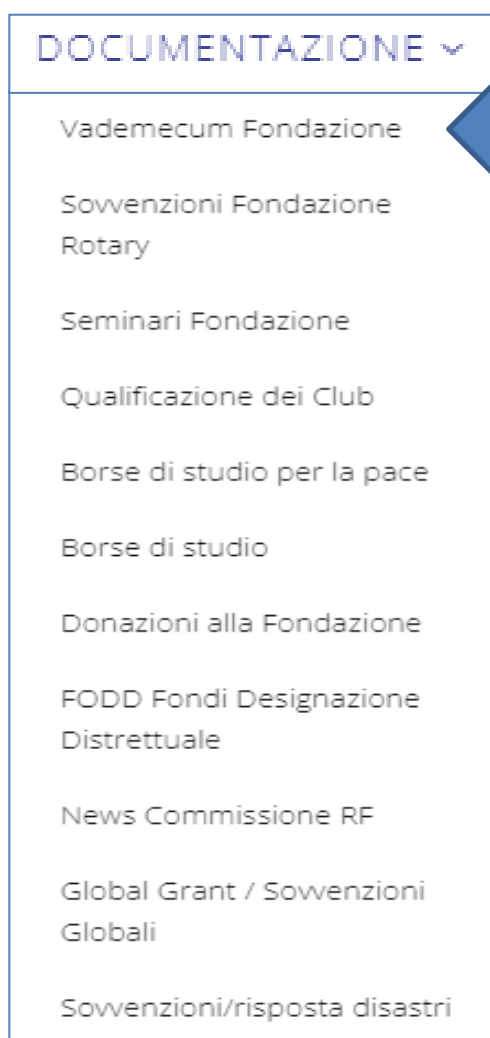 DOCUMENTAZIONE
Vademecum Fondazione
Sovvenzioni Fondazione
Rotary
Seminari Fondazione
Qualificazione dei Club
Borse di studio per la pace
Borse di studio
Donazioni alla Fondazione
FODD Fondi Designazione
Distrettuale
News Commissione RF
Global Grant / Sovvenzioni
Globali
Sovvenzioni/risposta disastri